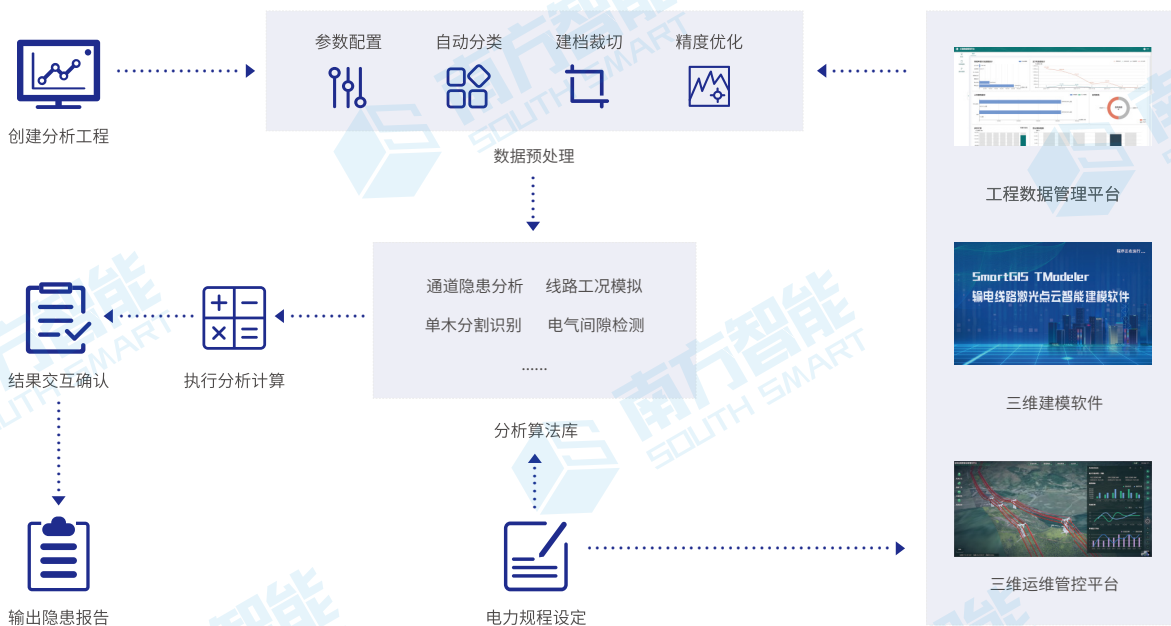 参数配置
自动分类
建档裁切
精度优化
创建分析工程
数据预处理
通道隐患分析
线路工况模拟
单木分割识别
电气间隙检测
......
分析算法库
结果交互确认
执行分析计算
输出隐患报告
电力规程设定
工程数据管理平台
SmartGIS TModeler
输电线路激光点云智能建模软件
三维建模软件
三维运维管控平台
南方智能
SOUTH SMART
南方智能
SOUTH SMART